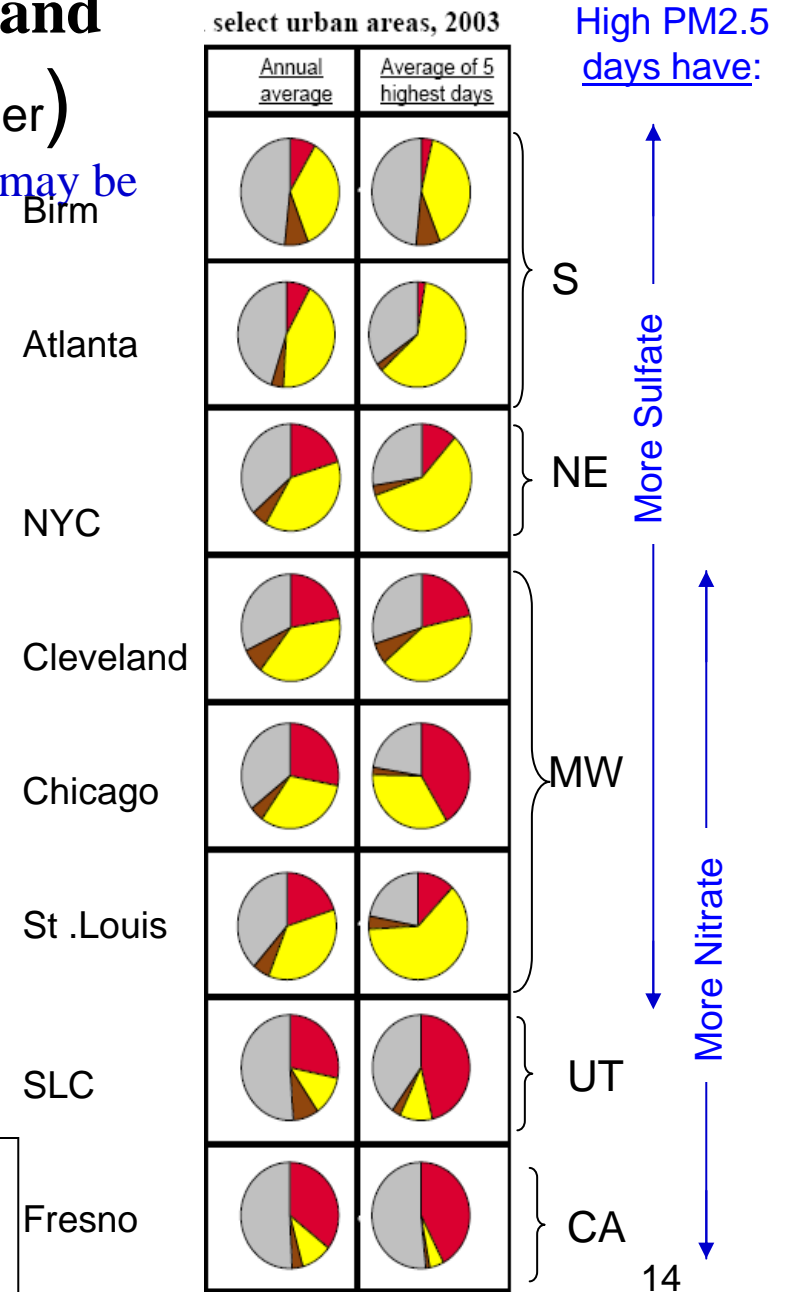 and
er)
may be
. select urban areas, 2003
High PM2.5
days have:
Annual
average
Average of 5
highest days
Birm
S
Atlanta
More Sulfate
NYC
NE
Cleveland
Chicago
MW
St .Louis
More Nitrate
SLC
UT
Fresno
CA
14